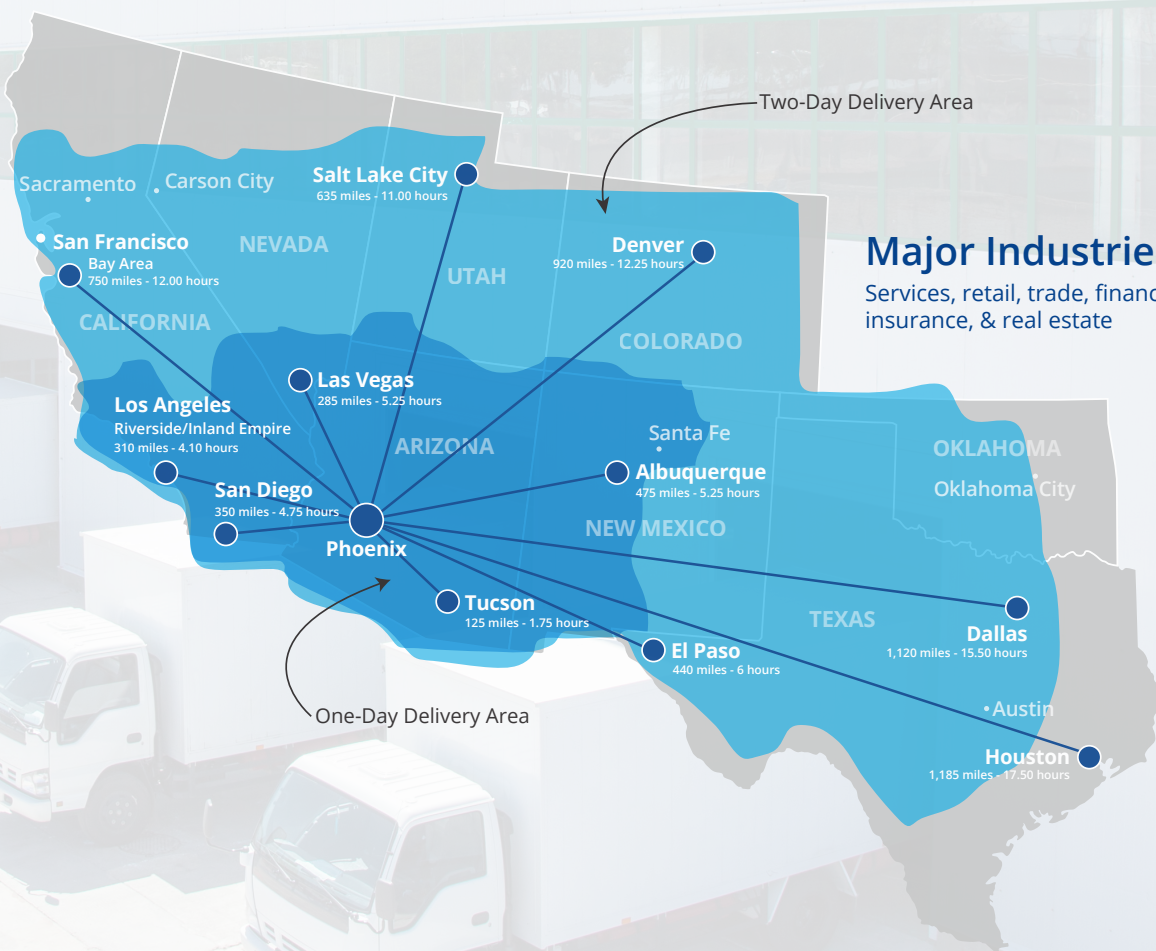 Two-Day Delivery Area
Sacramento
Carson City
Salt Lake City
635 miles - 11.00 hours
San Francisco
Bay Area
750 miles - 12.00 hours
NEVADA
UTAH
Denver
920 miles - 12.25 hours
Major Industrie
Services, retail, trade, financ
insurance, & real estate
CALIFORNIA
COLORADO
Las Vegas
285 miles - 5.25 hours
Los Angeles
Riverside/Inland Empire
310 miles - 4.10 hours
ARIZONA
Santa Fe
OKLAHOMA
Oklahoma City
Albuquerque
475 miles - 5.25 hours
San Diego
350 miles - 4.75 hours
NEW MEXICO
Phoenix
Tucson
125 miles - 1.75 hours
TEXAS
Dallas
1,120 miles - 15.50 hours
El Paso
440 miles - 6 hours
Austin
One-Day Delivery Area
Houston
1,185 miles - 17.50 hours